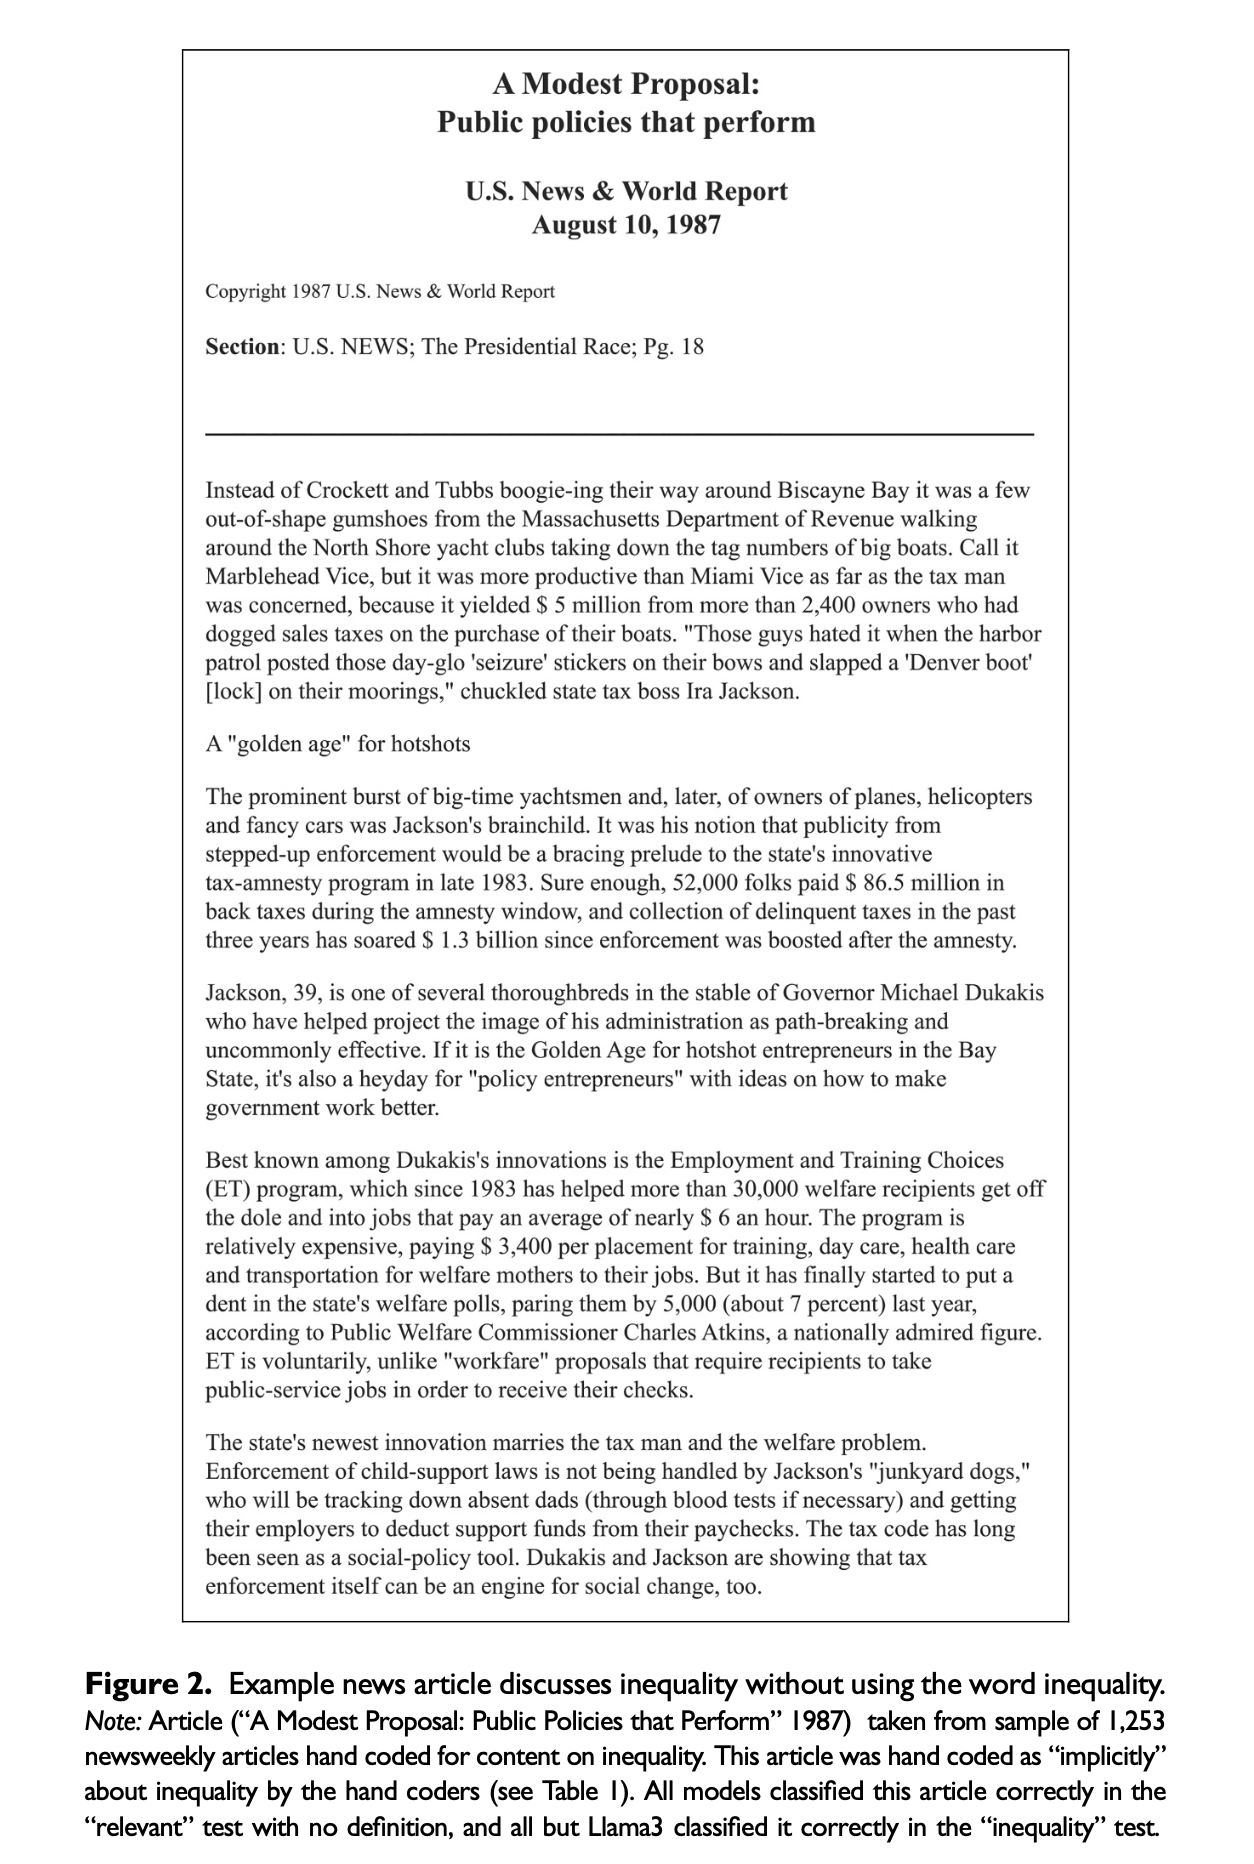 A Modest Proposal:
Public policies that perform
U.S. News & World Report
August 10, 1987
Copyright 1987 U.S. News & World Report
Section: U.S. NEWS; The Presidential Race; Pg. 18
Instead of Crockett and Tubbs boogie-ing their way around Biscayne Bay it was a few
out-of-shape gumshoes from the Massachusetts Department of Revenue walking
around the North Shore yacht clubs taking down the tag numbers of big boats. Call it
Marblehead Vice, but it was more productive than Miami Vice as far as the tax man
was concerned, because it yielded $ 5 million from more than 2,400 owners who had
dogged sales taxes on the purchase of their boats. "Those guys hated it when the harbor
patrol posted those day-glo 'seizure' stickers on their bows and slapped a 'Denver boot'
[lock] on their moorings," chuckled state tax boss Ira Jackson.
A "golden age" for hotshots
The prominent burst of big-time yachtsmen and, later, of owners of planes, helicopters
and fancy cars was Jackson's brainchild. It was his notion that publicity from
stepped-up enforcement would be a bracing prelude to the state's innovative
tax-amnesty program in late 1983. Sure enough, 52,000 folks paid $ 86.5 million in
back taxes during the amnesty window, and collection of delinquent taxes in the past
three years has soared $ 1.3 billion since enforcement was boosted after the amnesty.
Jackson, 39, is one of several thoroughbreds in the stable of Governor Michael Dukakis
who have helped project the image of his administration as path-breaking and
uncommonly effective. If it is the Golden Age for hotshot entrepreneurs in the Bay
State, it's also a heyday for "policy entrepreneurs" with ideas on how to make
government work better.
Best known among Dukakis's innovations is the Employment and Training Choices
(ET) program, which since 1983 has helped more than 30,000 welfare recipients get off
the dole and into jobs that pay an average of nearly $ 6 an hour. The program is
relatively expensive, paying $ 3,400 per placement for training, day care, health care
and transportation for welfare mothers to their jobs. But it has finally started to put a
dent in the state's welfare polls, paring them by 5,000 (about 7 percent) last year,
according to Public Welfare Commissioner Charles Atkins, a nationally admired figure.
ET is voluntarily, unlike "workfare" proposals that require recipients to take
public-service jobs in order to receive their checks.
The state's newest innovation marries the tax man and the welfare problem.
Enforcement of child-support laws is not being handled by Jackson's "junkyard dogs,"
who will be tracking down absent dads (through blood tests if necessary) and getting
their employers to deduct support funds from their paychecks. The tax code has long
been seen as a social-policy tool. Dukakis and Jackson are showing that tax
enforcement itself can be an engine for social change, too.
Figure 2. Example news article discusses inequality without using the word inequality.
Note: Article (“A Modest Proposal: Public Policies that Perform” 1987) taken from sample of 1,253
newsweekly articles hand coded for content on inequality. This article was hand coded as “implicitly”
about inequality by the hand coders (see Table 1). All models classified this article correctly in the
“relevant” test with no definition, and all but Llama3 classified it correctly in the “inequality” test.